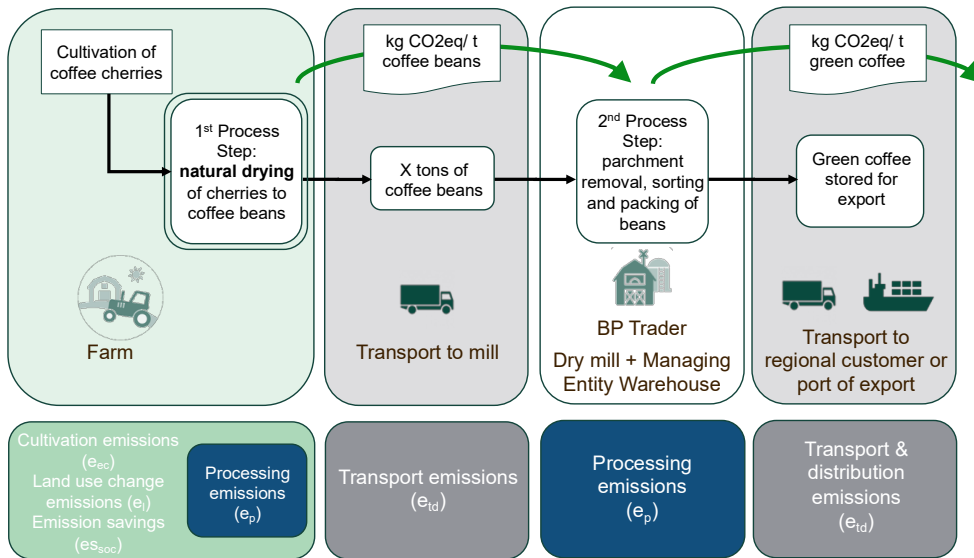 Cultivation of
coffee cherries
1st Process
Step:
natural drying
of cherries to
coffee beans
Farm
kg CO2eq/ t
coffee beans
X tons of
coffee beans
Transport to mill
2nd Process
Step:
parchment
removal, sorting
and packing of
beans
BP Trader
Dry mill + Managing
Entity Warehouse
kg CO2eq/ t
green coffee
Green coffee
stored for
export
Transport to
regional customer or
port of export
Cultivation emissions
(eec)
Land use change
emissions (el)
Emission savings
(essoc)
Processing
emissions
(ep)
Transport emissions
(etd)
Processing
emissions
(ep)
Transport &
distribution
emissions
(etd)